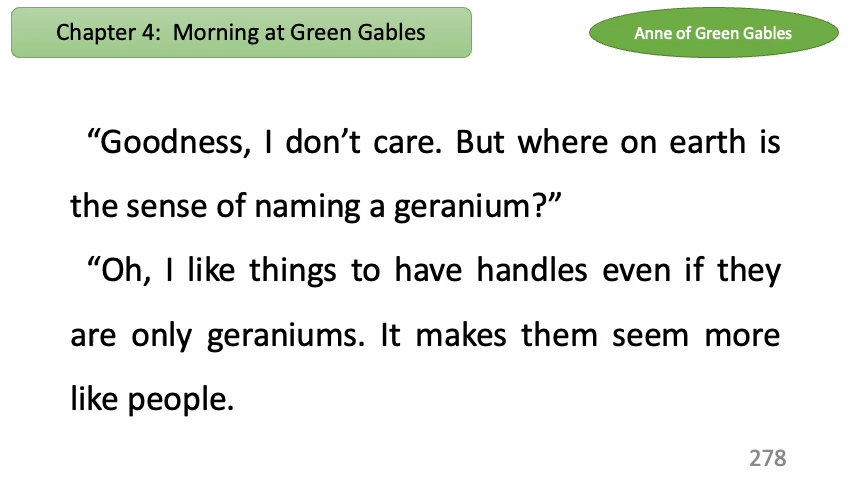 Chapter 4:  Morning at Green Gables
Anne of Green Gables
“Goodness, I don’t care. But where on earth is
the sense of naming a geranium?”
“Oh, I like things to have handles even if they
are only geraniums. It makes them seem more
like people.
278